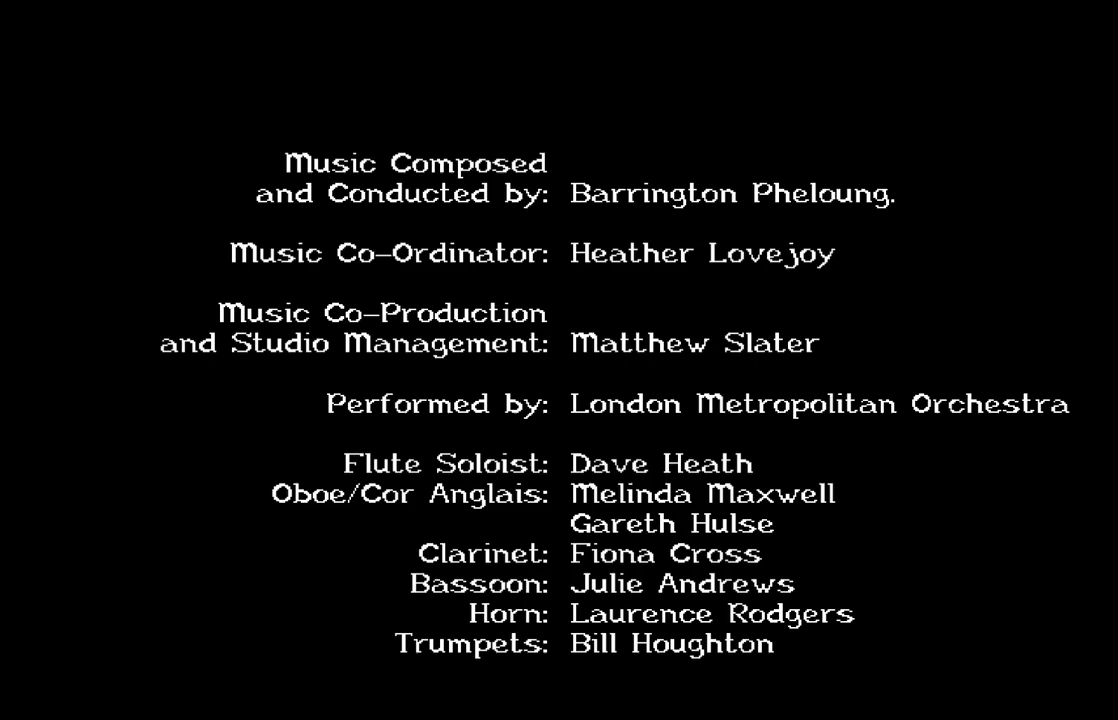 Music Composed
and Conducted by: Barrington Pheloung.
Music Co-Ordinator: Heather Lovejoy
Music Co-Production
and Studio Management: Matthew Slater
Performed by: London Metropolitan Orchestra
Flute Soloist: Dave Heath
Oboe/Cor Anglais: Melinda Maxwell
Gareth Hulse
Clarinet: Fiona Cross
Bassoon: Julie Andrews
Horn: Laurence Rodgers
Trumpets: Bill Houghton